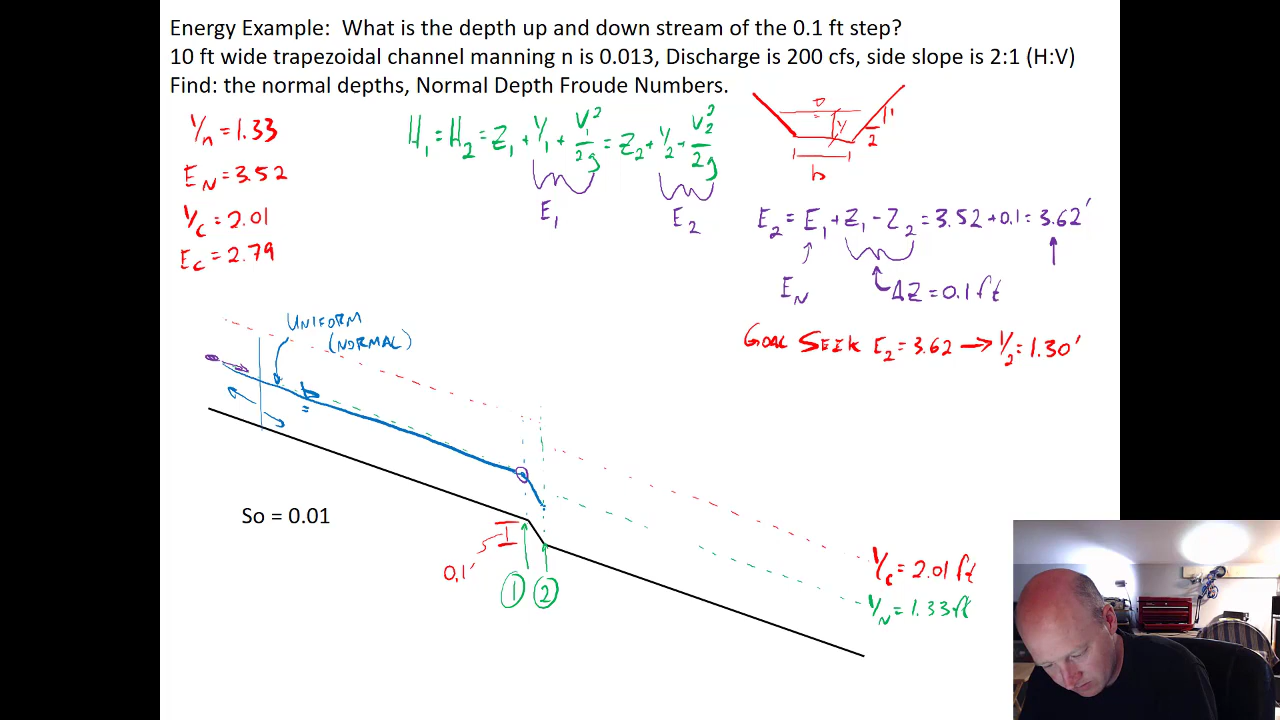 Energy Example: What is the depth up and down stream of the 0.1 ft step?
10 ft wide trapezoidal channel manning n is 0.013, Discharge is 200 cfs, side slope is 2:1 (H:V)
Find: the normal depths, Normal Depth Froude Numbers.
Yn = 1.33
EN = 3.52
Yc = 2.01
Ec = 2.79
H1 = H2 = Z1 + Y1 + V1²/2g = Z2 + Y2 + V2²/2g
E1
E2
Y
1
2
b
E2 = E1 + Z1 - Z2 = 3.52 + 0.1 = 3.62'
EN
ΔZ = 0.1 ft
GOAL SEEK E2 = 3.62 → Y2 = 1.30'
UNIFORM
(NORMAL)
So = 0.01
0.1'
1
2
Yc = 2.01 ft
YN = 1.33 ft